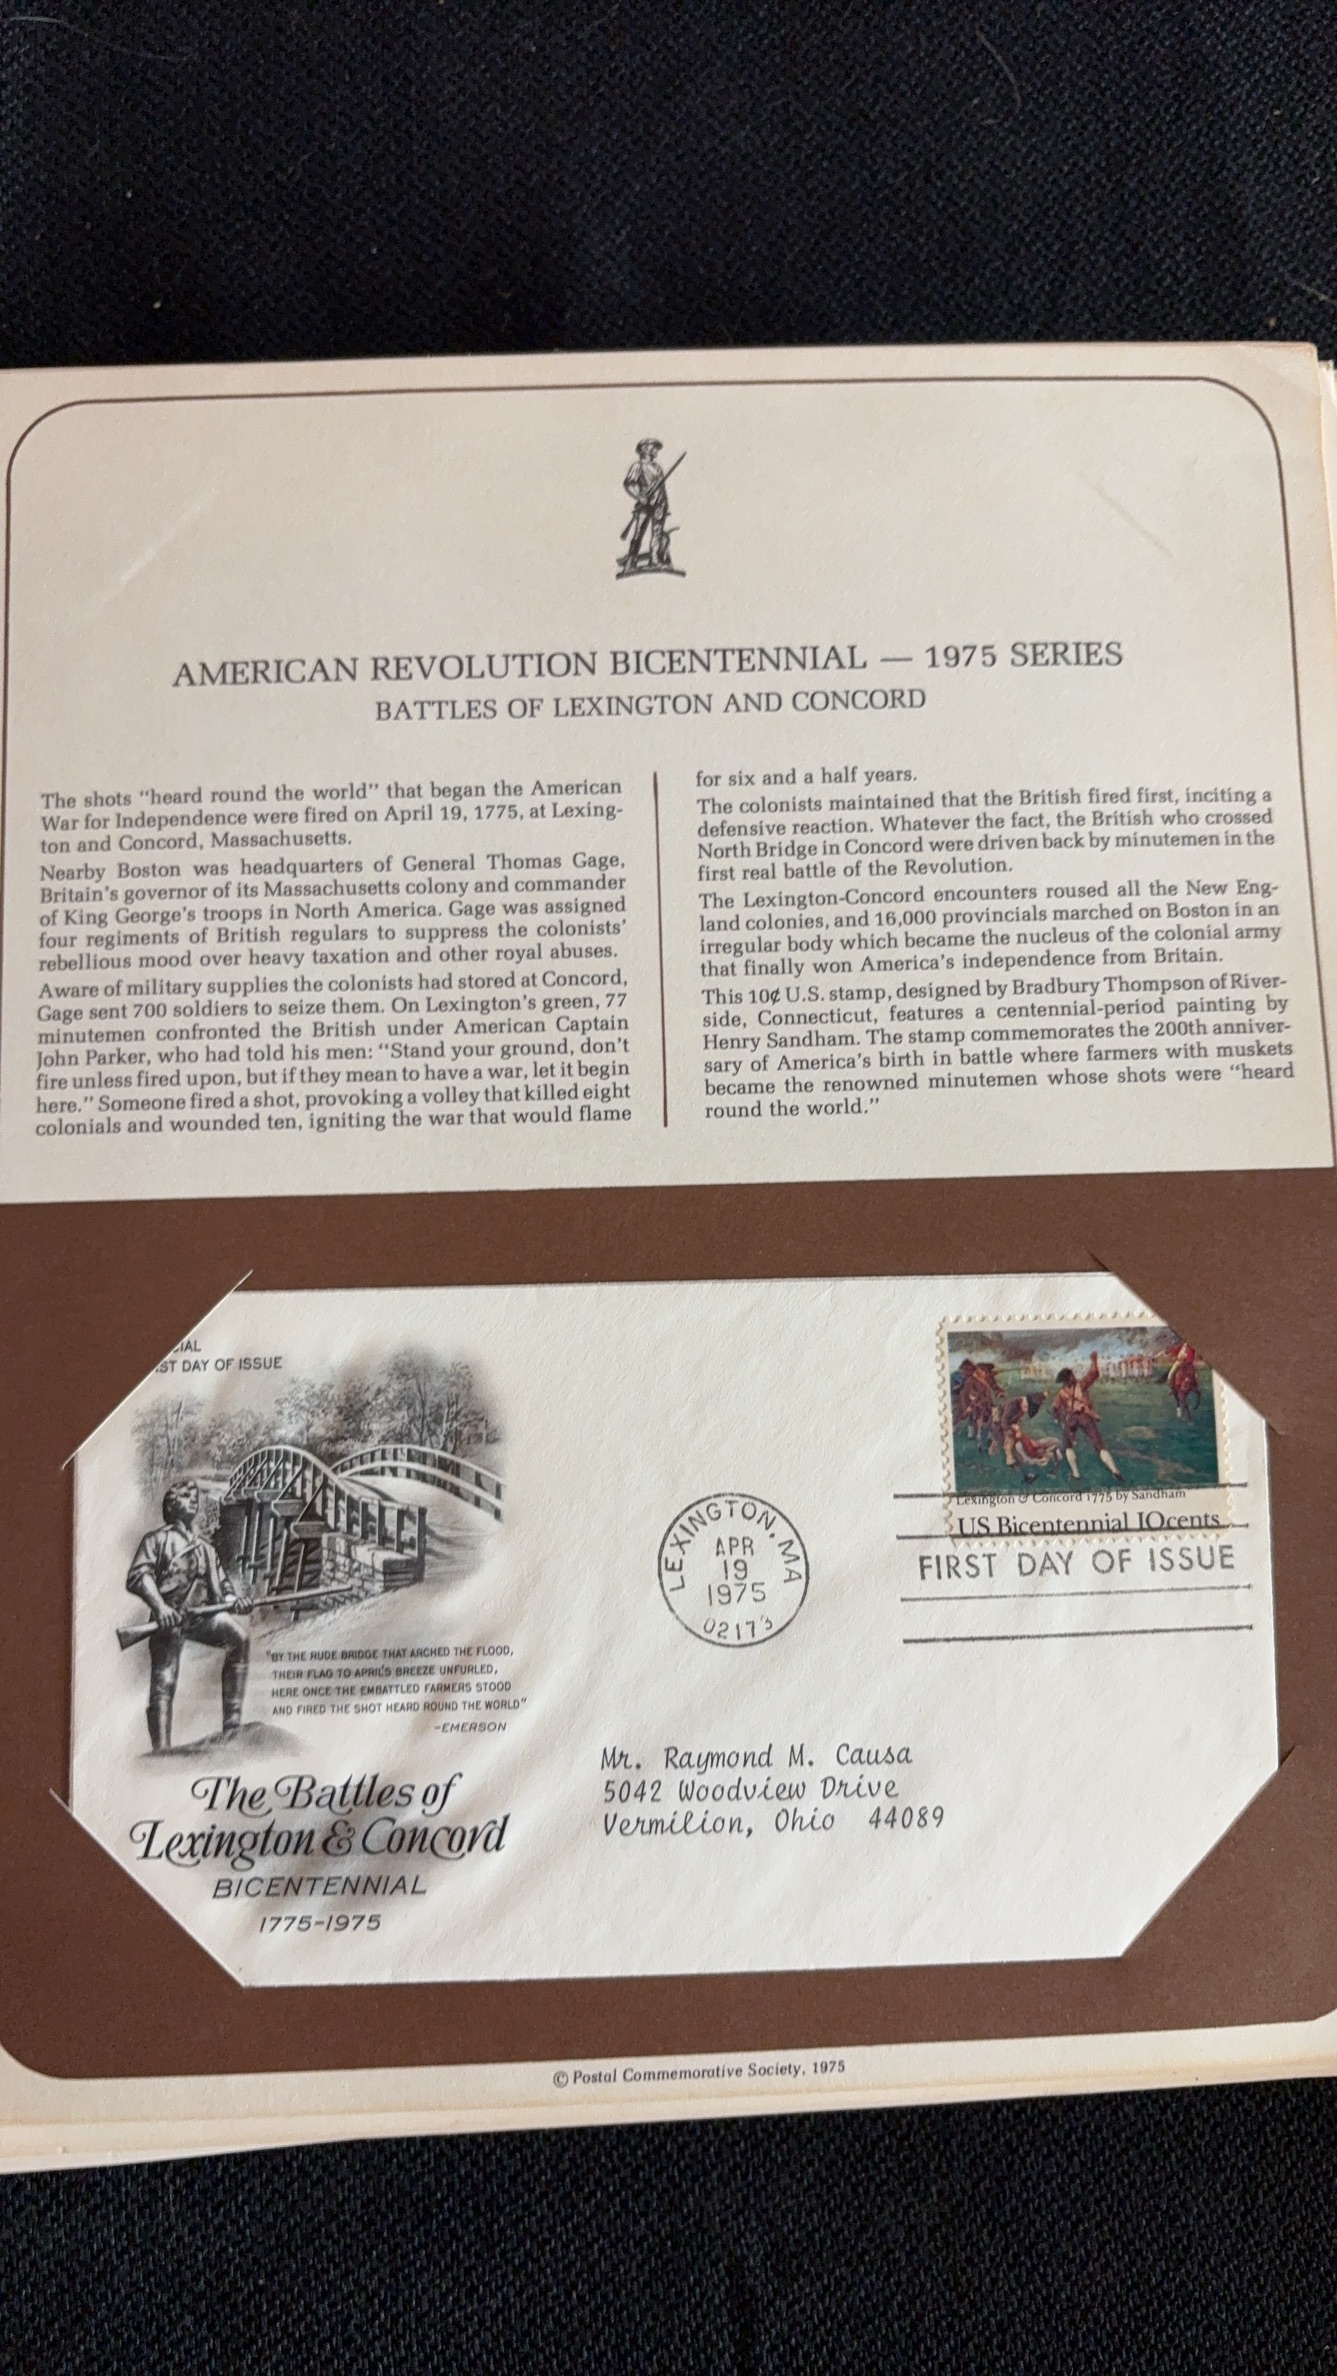 AMERICAN REVOLUTION BICENTENNIAL — 1975 SERIES
BATTLES OF LEXINGTON AND CONCORD
The shots “heard round the world” that began the American
War for Independence were fired on April 19, 1775, at Lexing-
ton and Concord, Massachusetts.
Nearby Boston was headquarters of General Thomas Gage,
Britain’s governor of its Massachusetts colony and commander
of King George’s troops in North America. Gage was assigned
four regiments of British regulars to suppress the colonists’
rebellious mood over heavy taxation and other royal abuses.
Aware of military supplies the colonists had stored at Concord,
Gage sent 700 soldiers to seize them. On Lexington’s green, 77
minutemen confronted the British under American Captain
John Parker, who had told his men: “Stand your ground, don’t
fire unless fired upon, but if they mean to have a war, let it begin
here.” Someone fired a shot, provoking a volley that killed eight
colonials and wounded ten, igniting the war that would flame
for six and a half years.
The colonists maintained that the British fired first, inciting a
defensive reaction. Whatever the fact, the British who crossed
North Bridge in Concord were driven back by minutemen in the
first real battle of the Revolution.
The Lexington-Concord encounters roused all the New Eng-
land colonies, and 16,000 provincials marched on Boston in an
irregular body which became the nucleus of the colonial army
that finally won America’s independence from Britain.
This 10¢ U.S. stamp, designed by Bradbury Thompson of River-
side, Connecticut, features a centennial-period painting by
Henry Sandham. The stamp commemorates the 200th anniver-
sary of America’s birth in battle where farmers with muskets
became the renowned minutemen whose shots were “heard
round the world.”
IAL
ST DAY OF ISSUE
"BY THE RUDE BRIDGE THAT ARCHED THE FLOOD,
THEIR FLAG TO APRIL'S BREEZE UNFURLED,
HERE ONCE THE EMBATTLED FARMERS STOOD
AND FIRED THE SHOT HEARD ROUND THE WORLD"
-EMERSON
The Battles of
Lexington & Concord
BICENTENNIAL
1775-1975
LEXINGTON, MA
APR
19
1975
02173
Lexington & Concord 1775 by Sandham
US Bicentennial 10cents
FIRST DAY OF ISSUE
Mr. Raymond M. Causa
5042 Woodview Drive
Vermilion, Ohio 44089
© Postal Commemorative Society, 1975